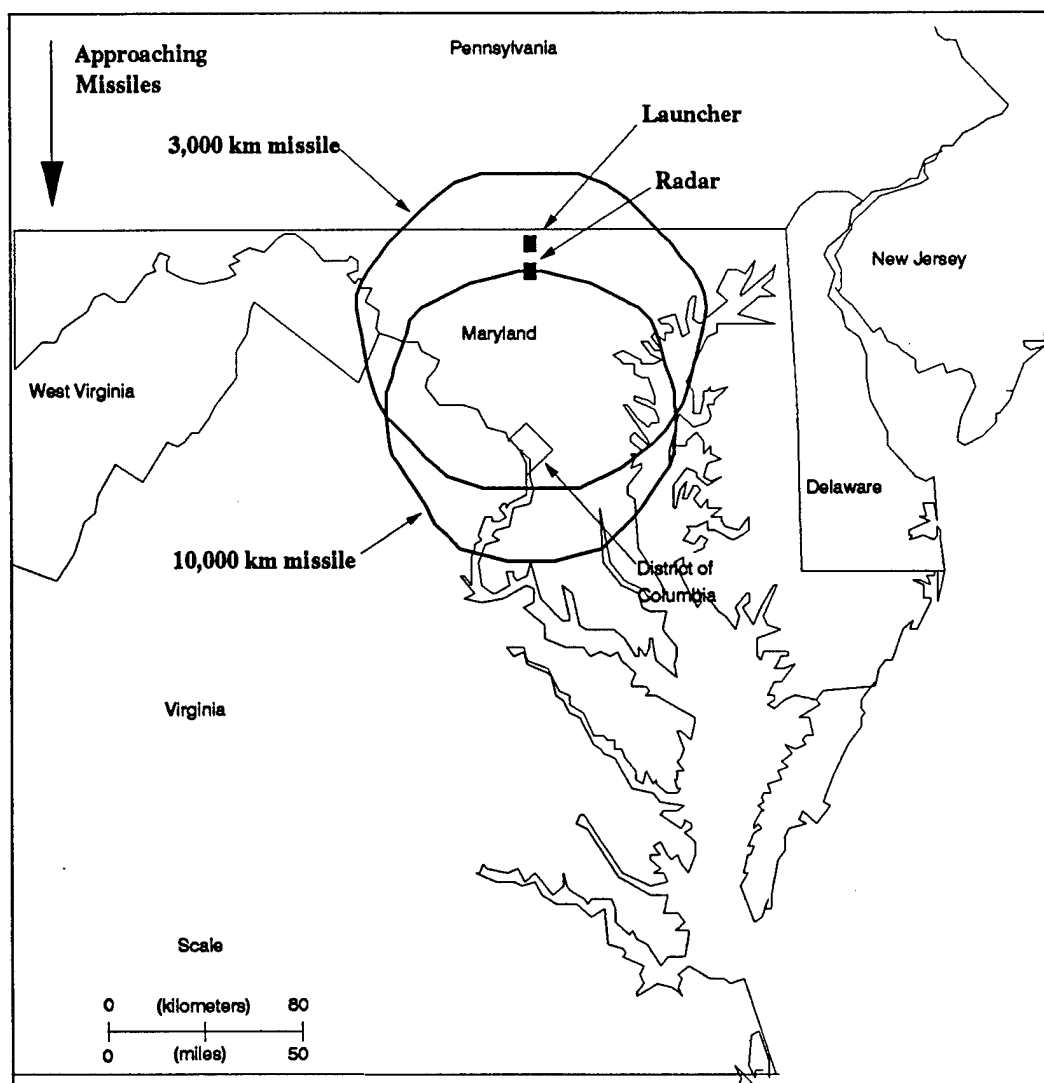 Pennsylvania
Approaching
Missiles
Launcher
3,000 km missile
Radar
New Jersey
Maryland
West Virginia
Delaware
10,000 km missile
District of
Columbia
Virginia
Scale
0 (kilometers) 80
0 (miles) 50